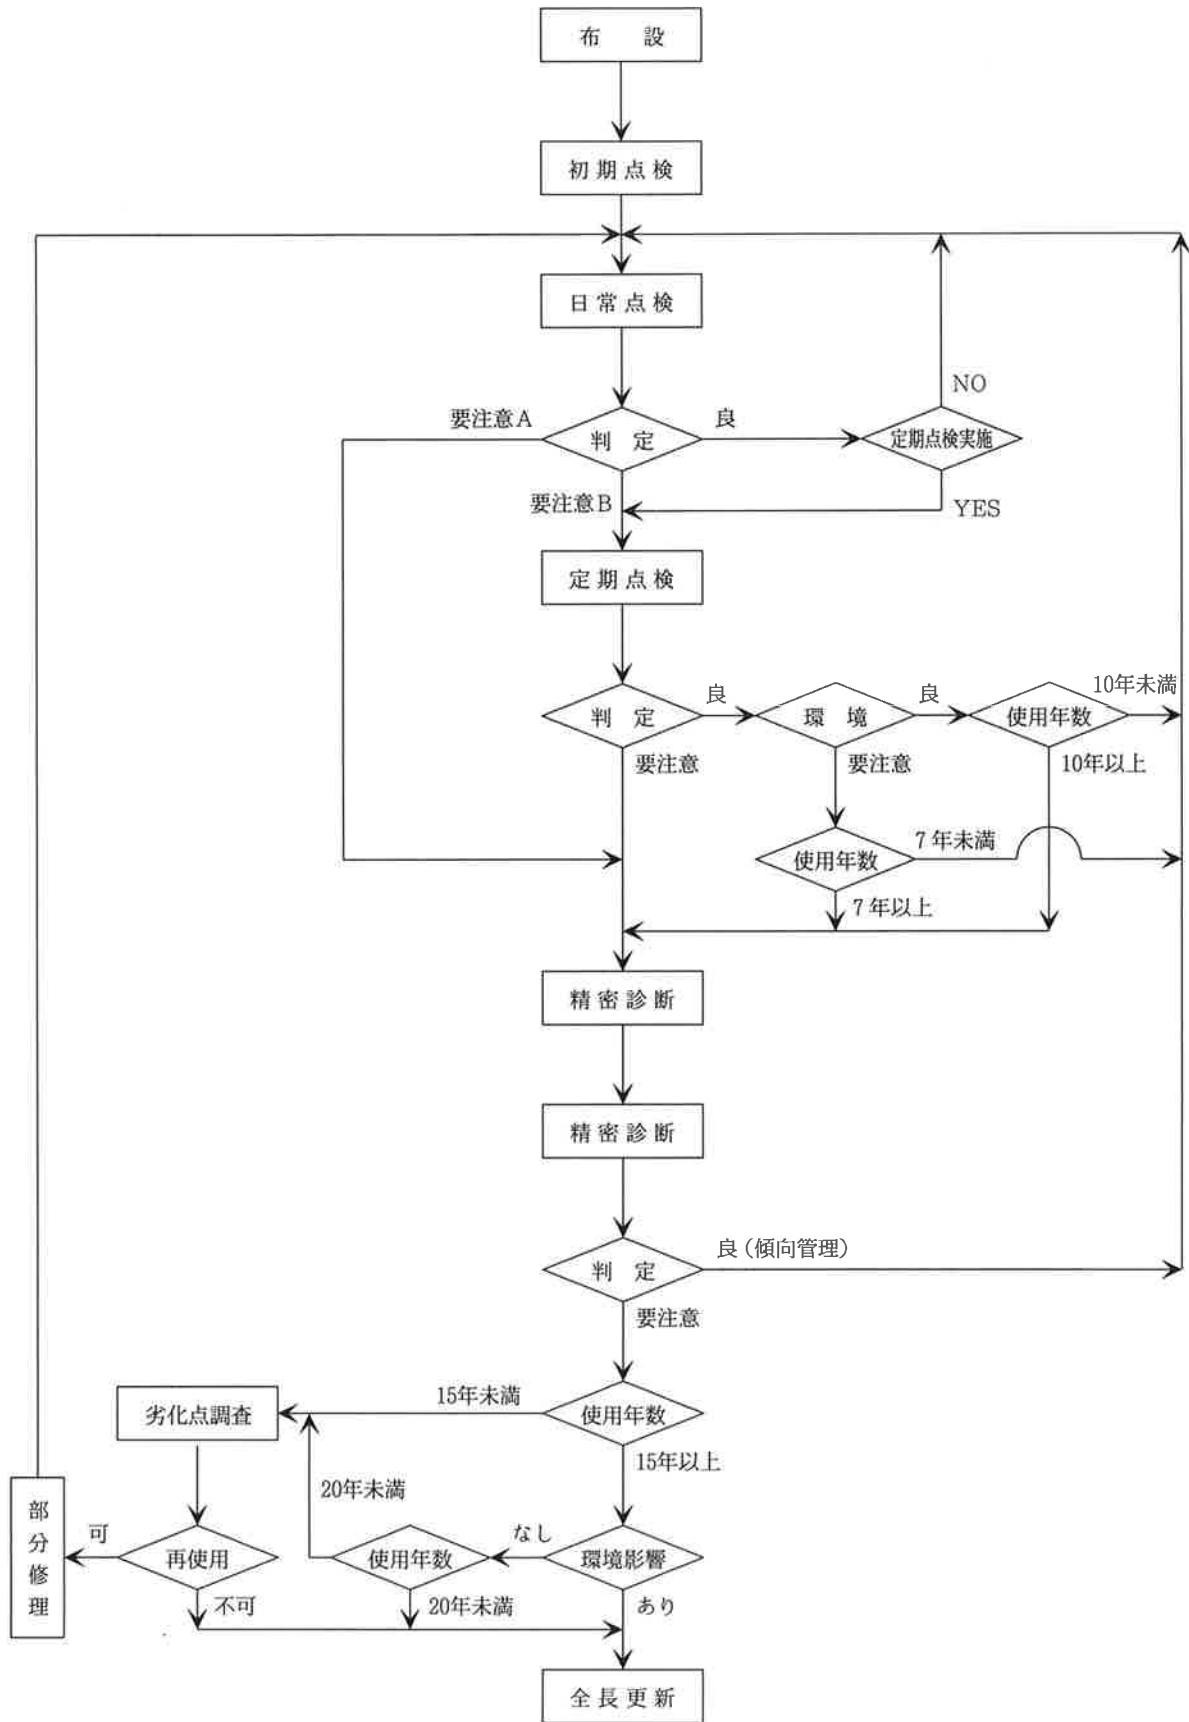 布　設
初期点検
日常点検
NO
要注意A
良
判　定
定期点検実施
要注意B
YES
定期点検
良
良
10年未満
判　定
環　境
使用年数
要注意
要注意
10年以上
7年未満
使用年数
7年以上
精密診断
精密診断
良（傾向管理）
判　定
要注意
15年未満
劣化点調査
使用年数
15年以上
20年未満
部分修理
可
なし
再使用
使用年数
環境影響
不可
20年未満
あり
全長更新